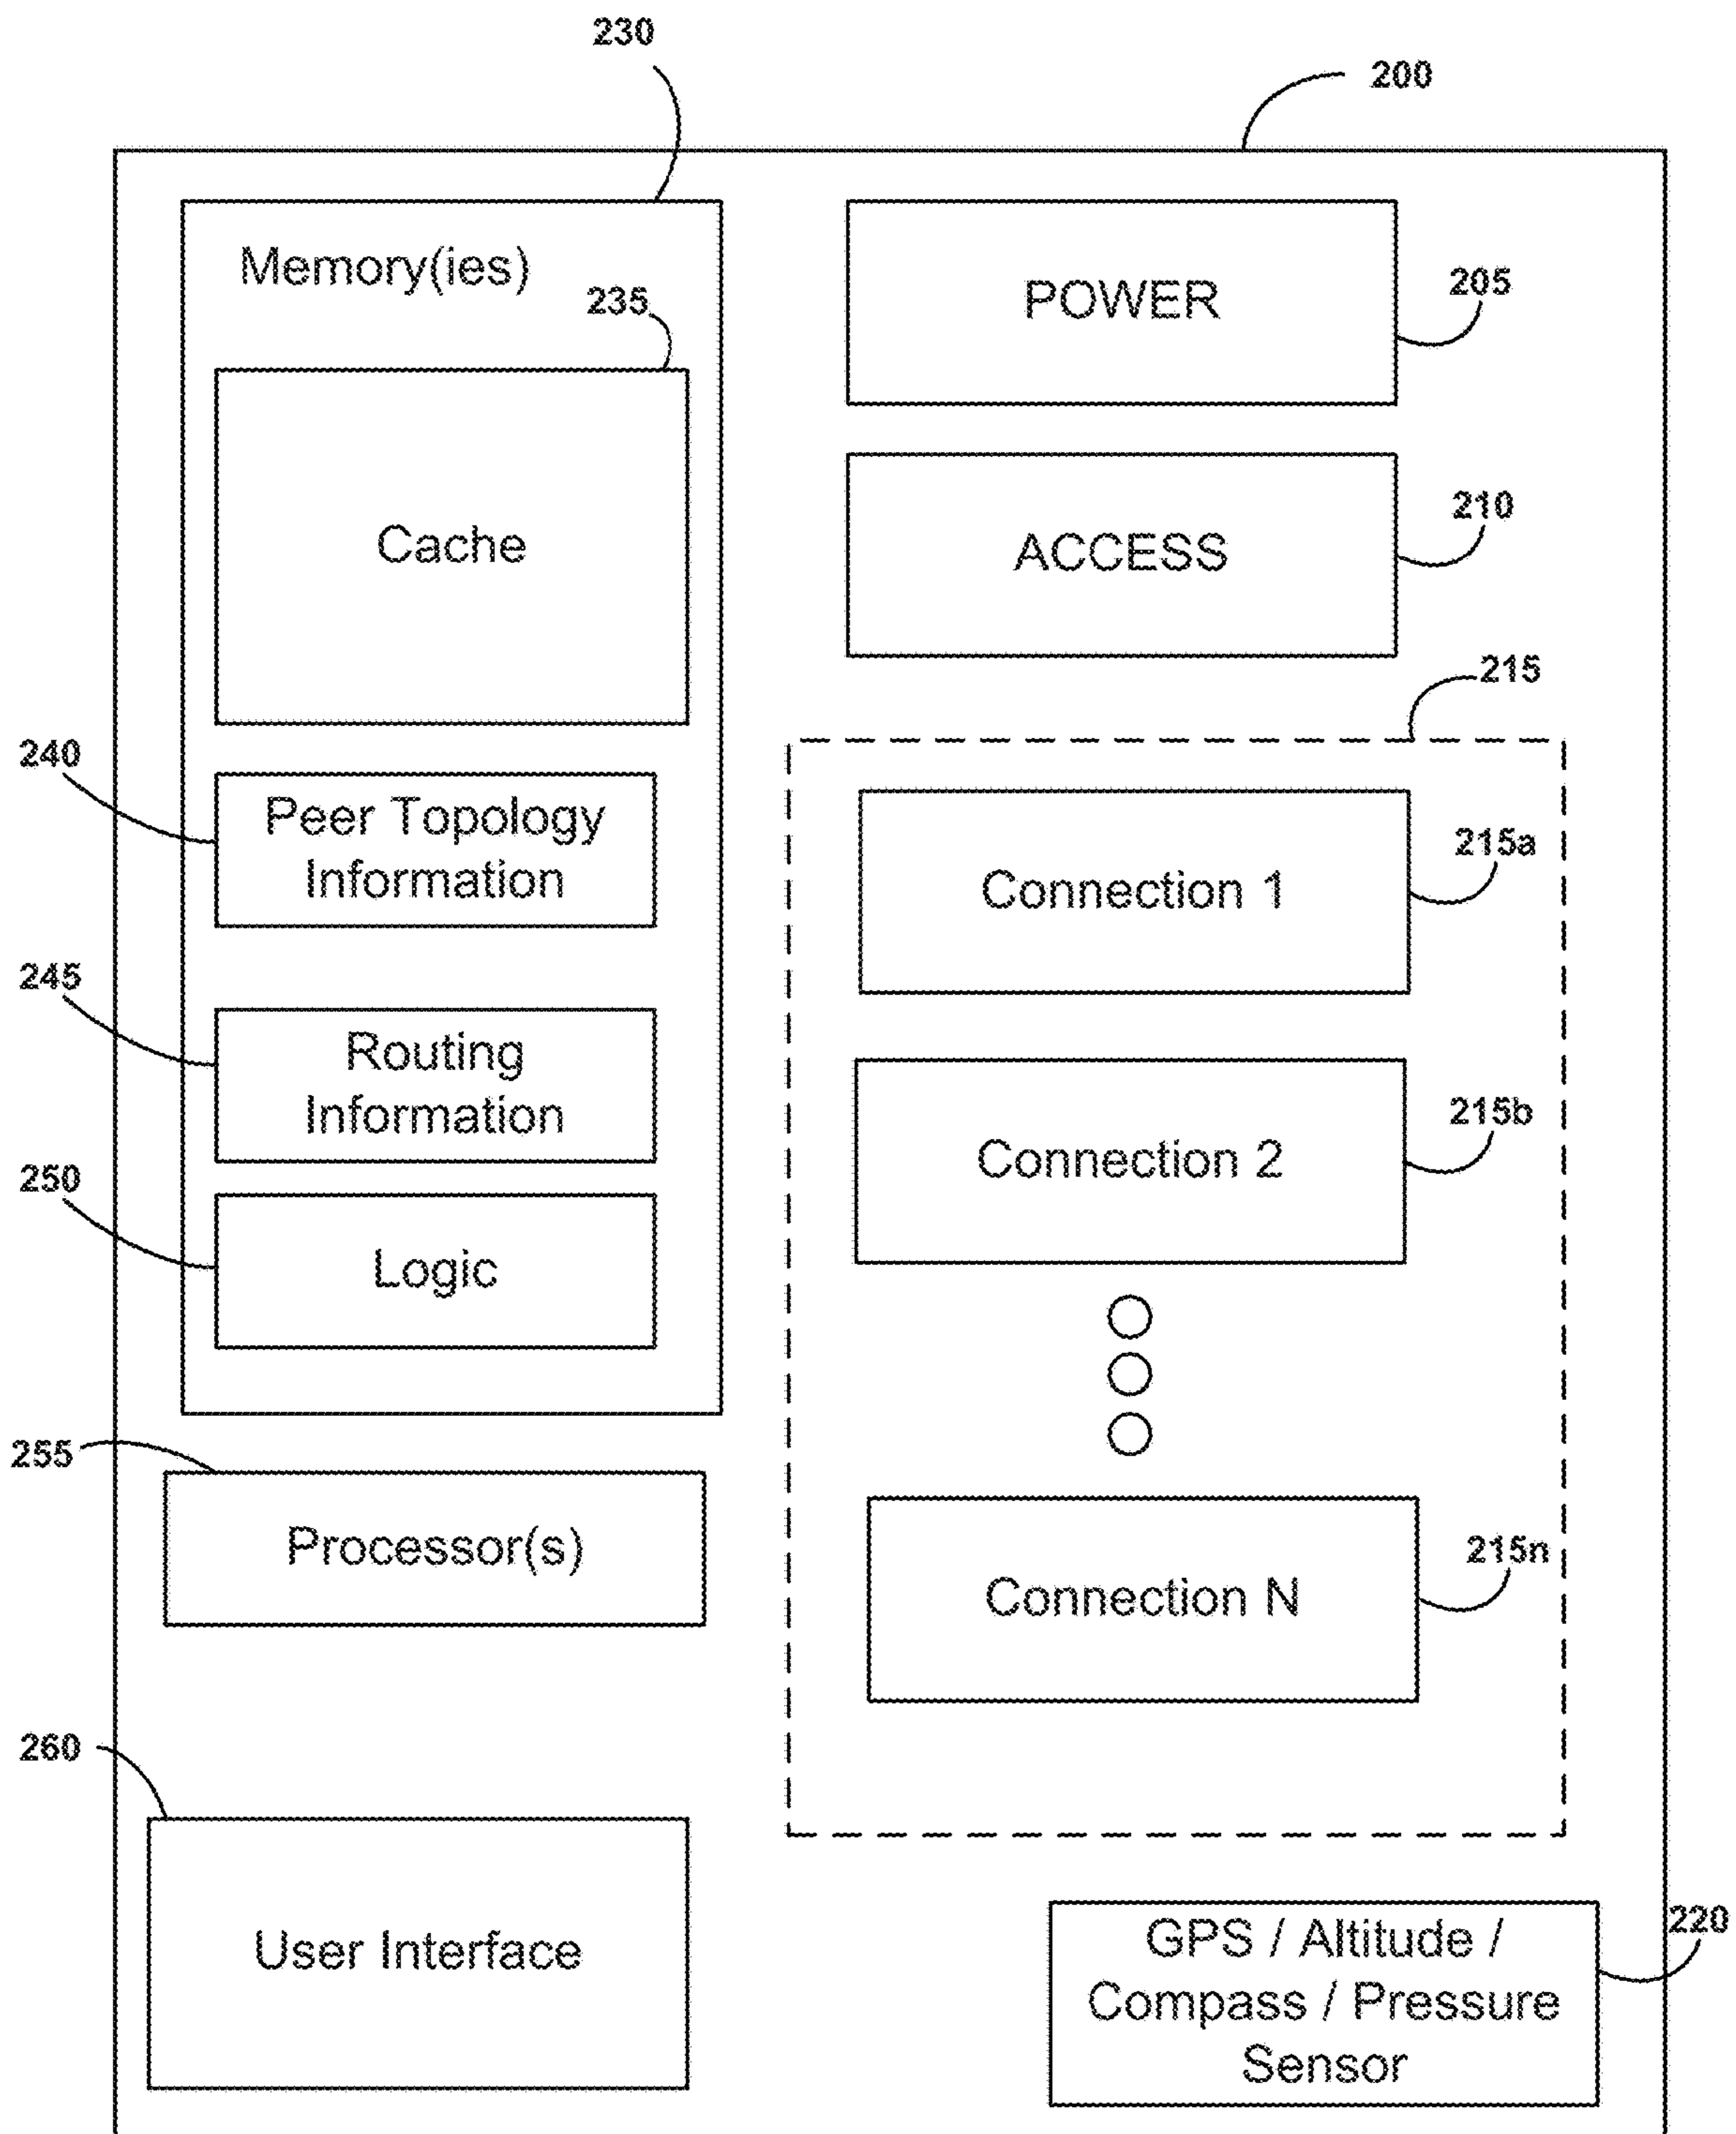 230
200
Memory(ies)
235
Cache
240
Peer Topology
Information
245
Routing
Information
250
Logic
255
Processor(s)
260
User Interface
POWER
205
ACCESS
210
215
Connection 1
215a
Connection 2
215b
Connection N
215n
220
GPS / Altitude /
Compass / Pressure
Sensor